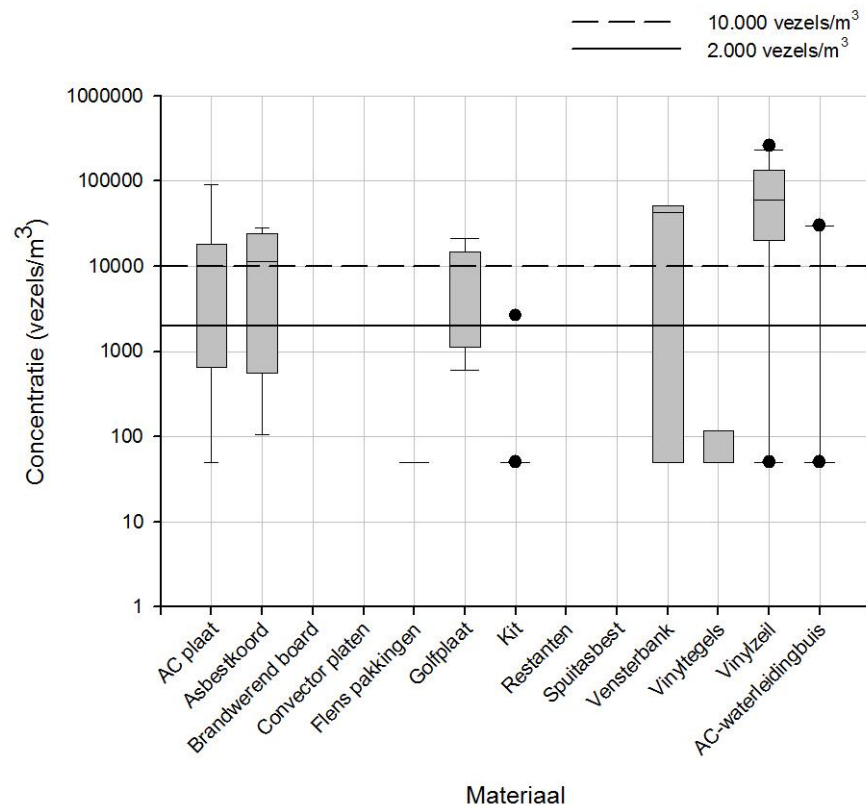 10.000 vezels/m³
2.000 vezels/m³
Concentratie (vezels/m³)
1000000
100000
10000
1000
100
10
1
AC plaat
Asbestkoord
Brandwerend board
Convector platen
Flens pakkingen
Golfplaat
Kit
Restanten
Spuitasbest
Vensterbank
Vinyltegels
Vinylzeil
AC-waterleidingbuis
Materiaal